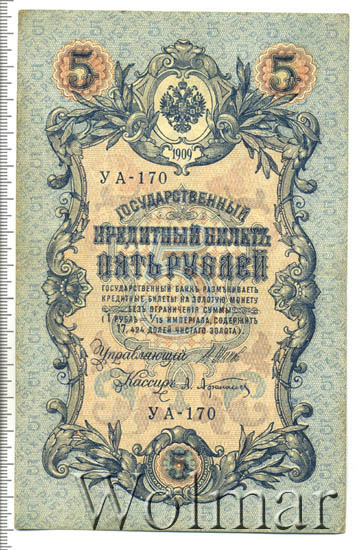 5 5
1909
УА-170
ГОСУДАРСТВЕННЫЙ
КРЕДИТНЫЙ БИЛЕТЪ
ПЯТЬ РУБЛЕЙ
ГОСУДАРСТВЕННЫЙ БАНКЪ РАЗМѢНИВАЕТЪ
КРЕДИТНЫЕ БИЛЕТЫ НА ЗОЛОТУЮ МОНЕТУ
БЕЗЪ ОГРАНИЧЕНІЯ СУММЫ
(1 РУБЛЬ = 1/15 ИМПЕРІАЛА, СОДЕРЖИТЪ
17,424 ДОЛЕЙ ЧИСТАГО ЗОЛОТА).
Управляющій
Кассиръ
УА-170
5
Wolmar